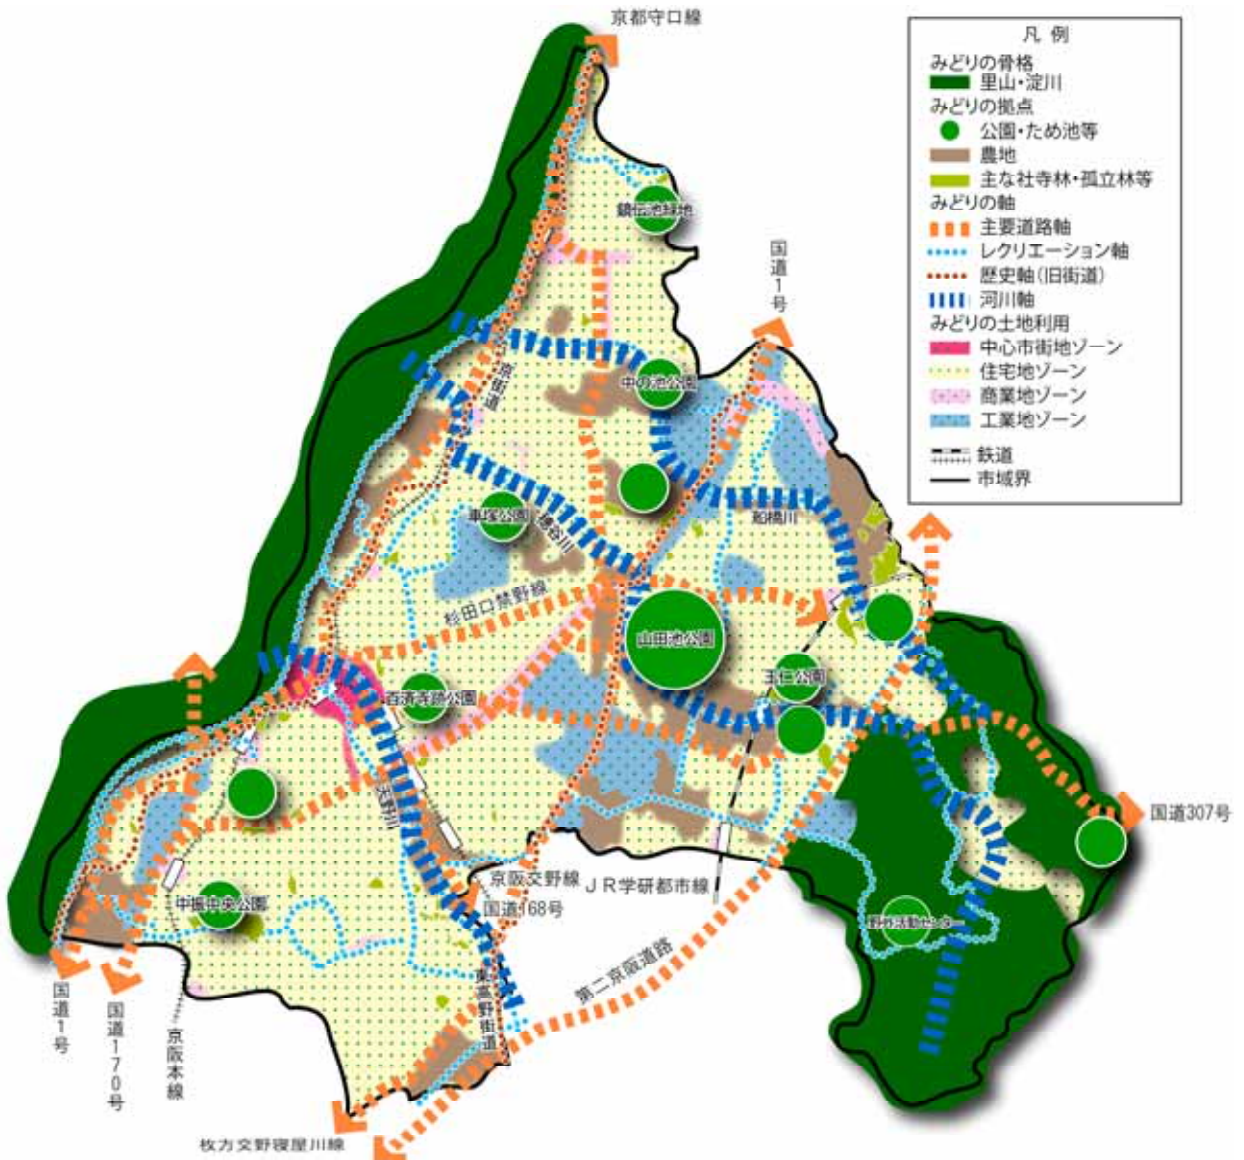 京都守口線
凡 例
みどりの骨格
里山・淀川
みどりの拠点
公園・ため池等
農地
主な社寺林・孤立林等
みどりの軸
主要道路軸
レクリエーション軸
歴史軸(旧街道)
河川軸
みどりの土地利用
中心市街地ゾーン
住宅地ゾーン
商業地ゾーン
工業地ゾーン
鉄道
市域界
鏡伝池緑地
国道1号
京街道
中の池公園
車塚公園
穂谷川
船橋川
杉田口禁野線
山田池公園
王仁公園
百済寺跡公園
天野川
国道307号
京阪交野線
JR学研都市線
国道168号
中振中央公園
野外活動センター
第二京阪道路
東高野街道
国道1号
国道170号
京阪本線
枚方交野寝屋川線